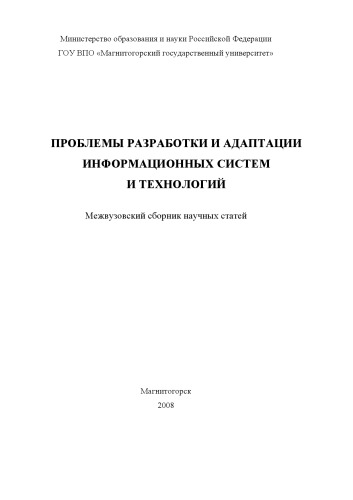 Министерство образования и науки Российской Федерации
ГОУ ВПО «Магнитогорский государственный университет»
ПРОБЛЕМЫ РАЗРАБОТКИ И АДАПТАЦИИ
ИНФОРМАЦИОННЫХ СИСТЕМ
И ТЕХНОЛОГИЙ
Межвузовский сборник научных статей
Магнитогорск
2008